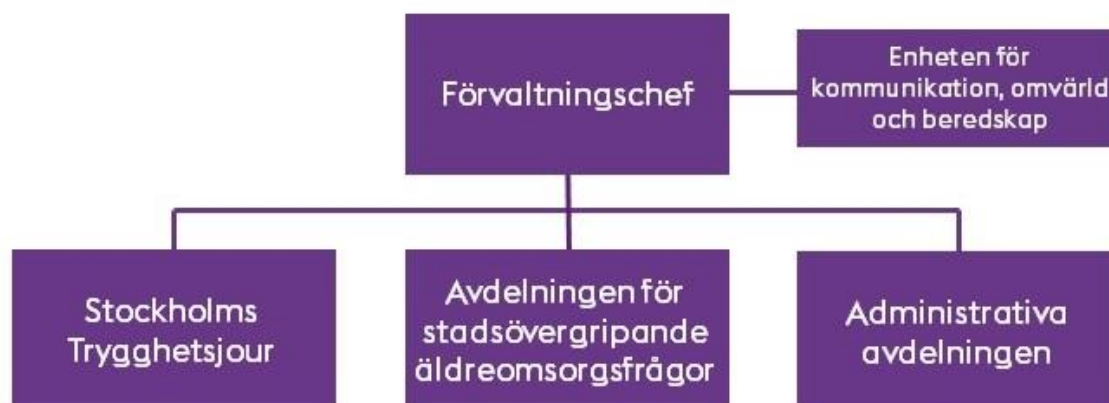 Förvaltningschef
Enheten för
kommunikation, omvärld
och beredskap
Stockholms
Trygghetsjour
Avdelningen för
stadsövergripande
äldreomsorgsfrågor
Administrativa
avdelningen